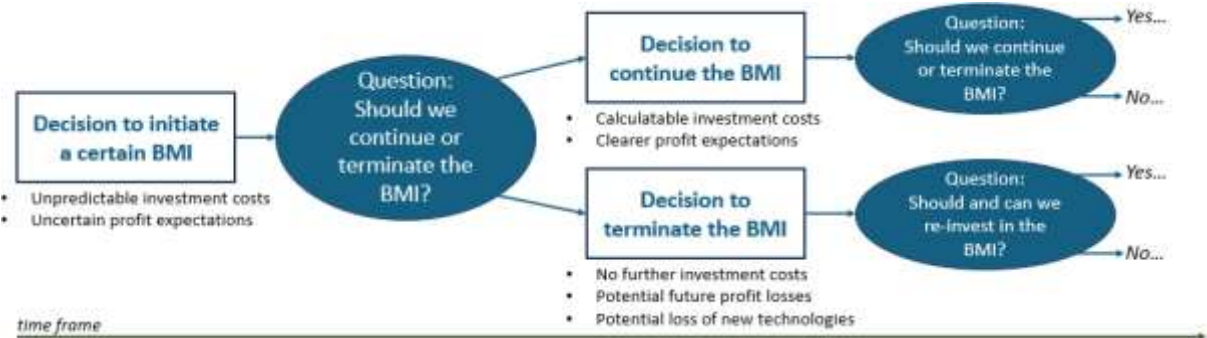 Decision to initiate
a certain BMI
• Unpredictable investment costs
• Uncertain profit expectations
Question:
Should we
continue or
terminate the
BMI?
Decision to
continue the BMI
• Calculatable investment costs
• Clearer profit expectations
Question:
Should we continue
or terminate the
BMI?
Yes...
No...
Decision to
terminate the BMI
• No further investment costs
• Potential future profit losses
• Potential loss of new technologies
Question:
Should and can we
re-invest in the
BMI?
Yes...
No...
time frame